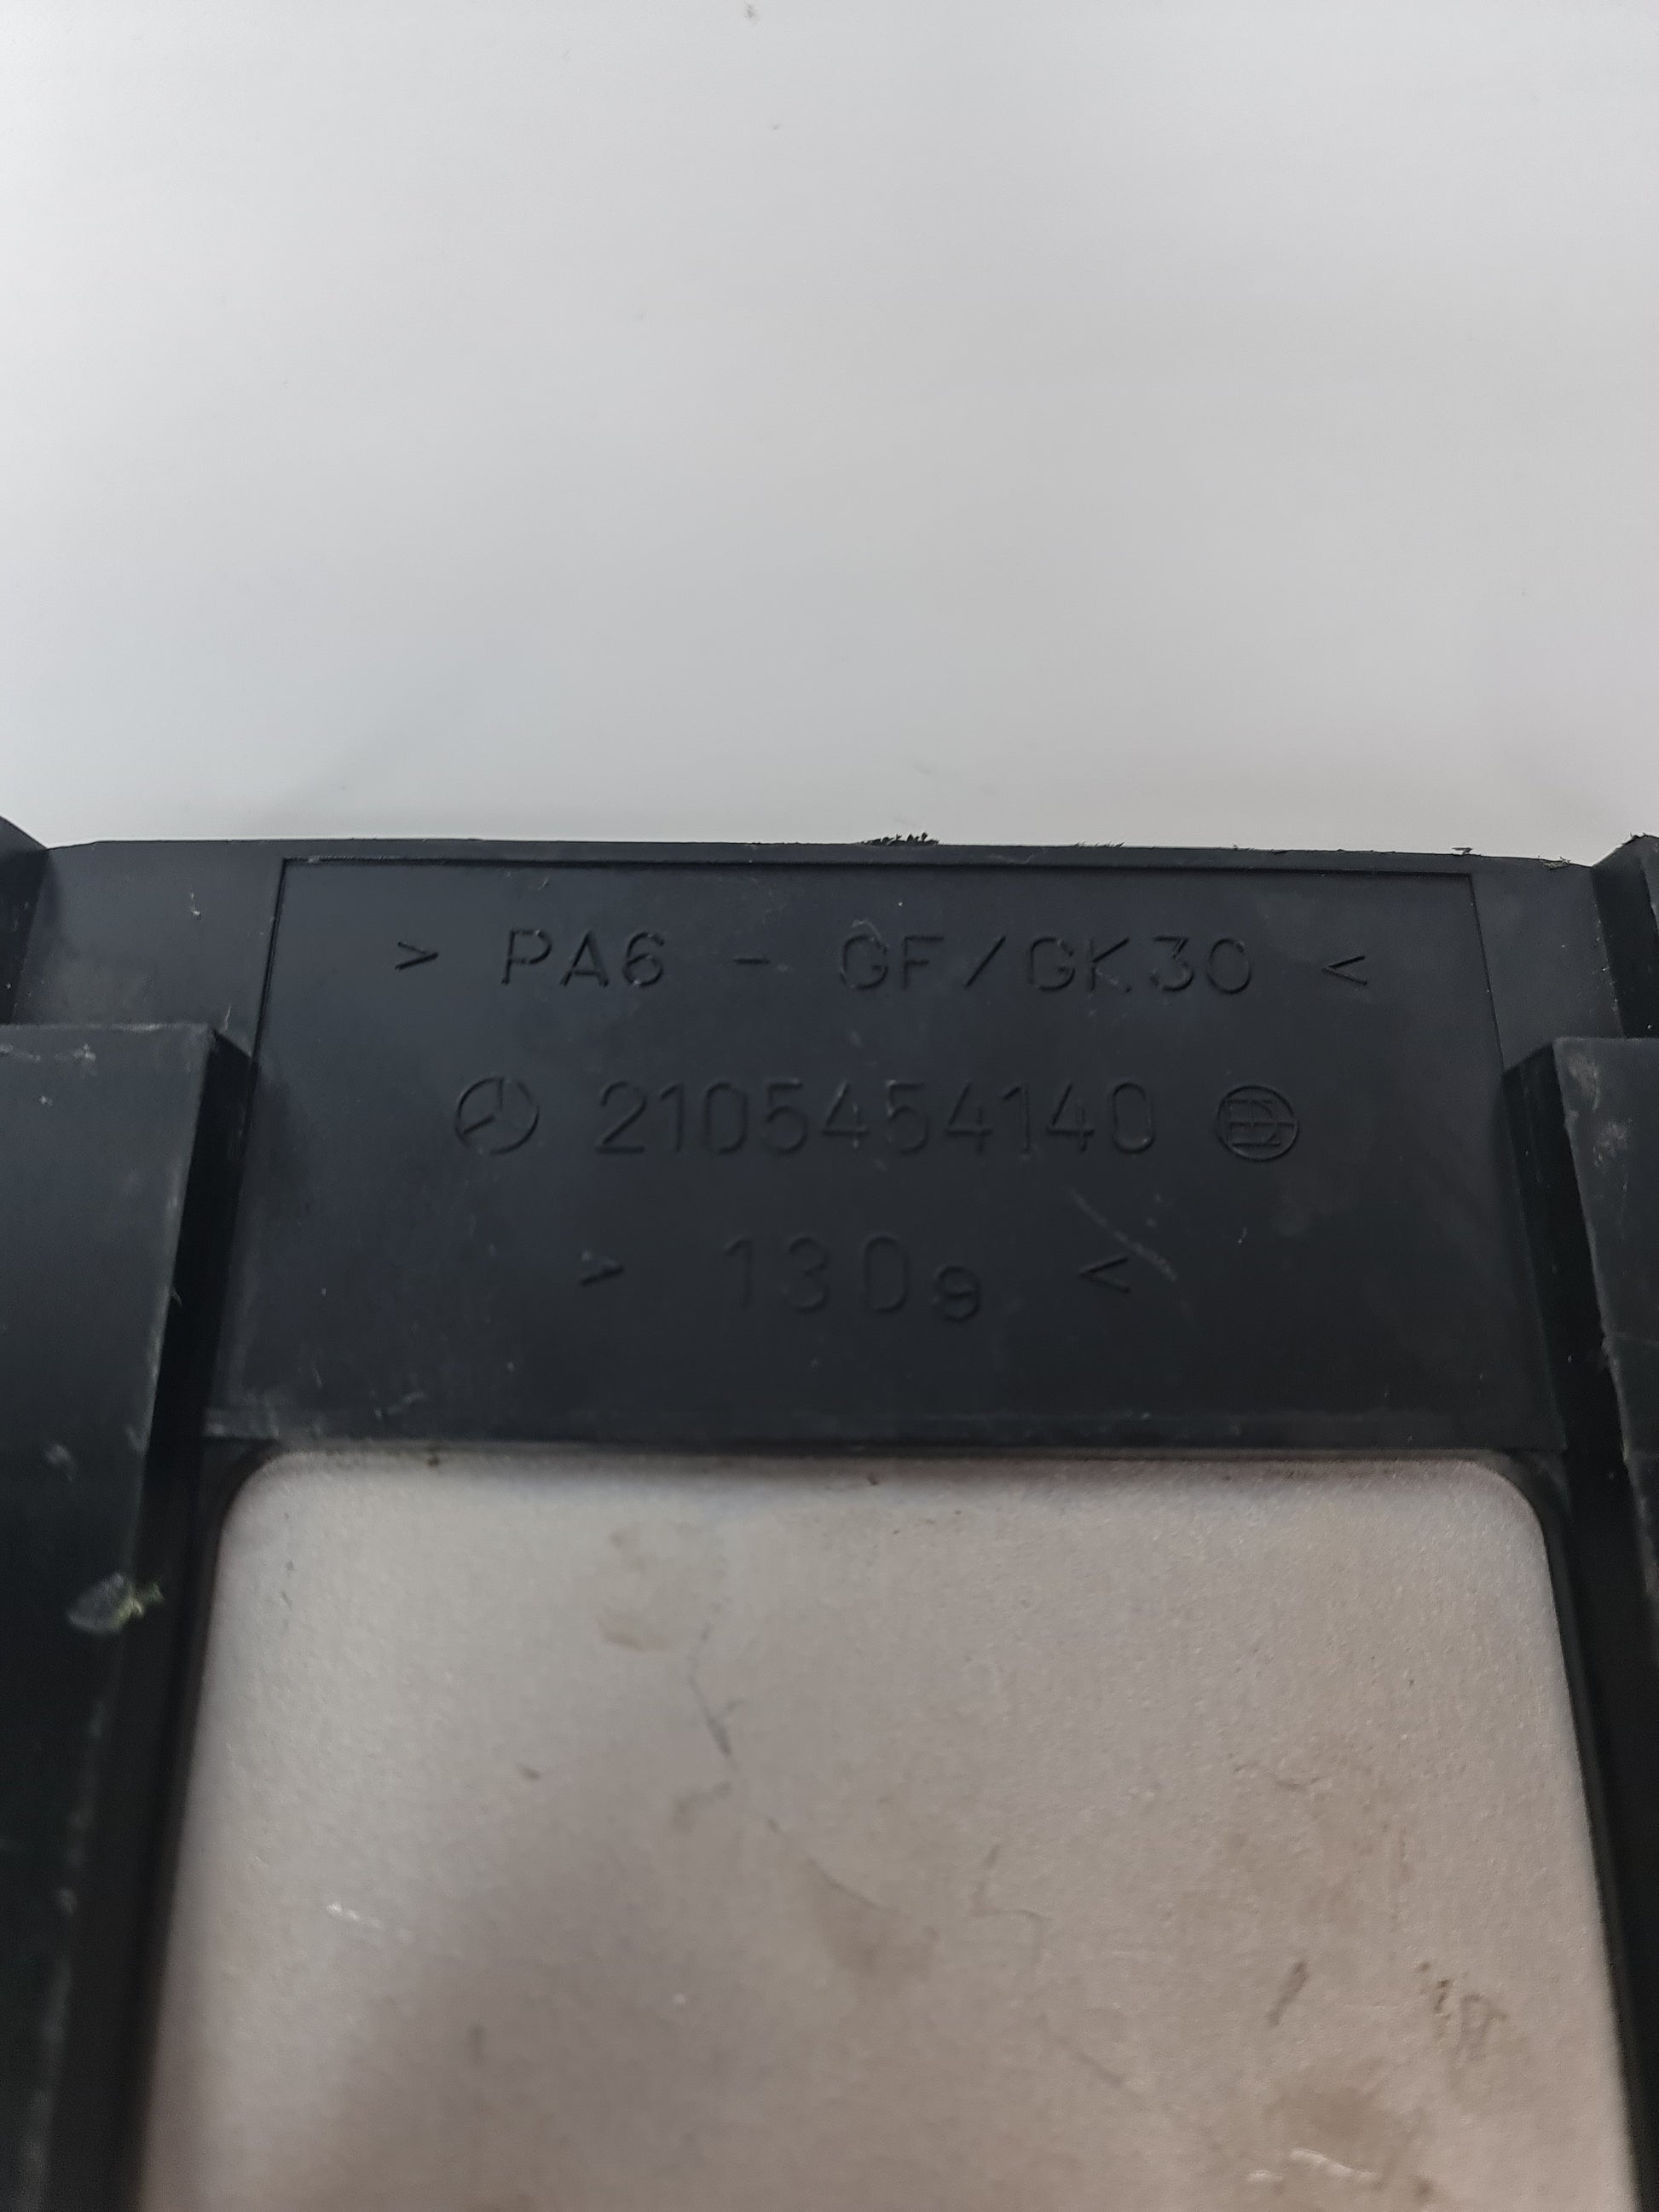 > PA6 - GF/GK30 <
2105454140
> 130g <